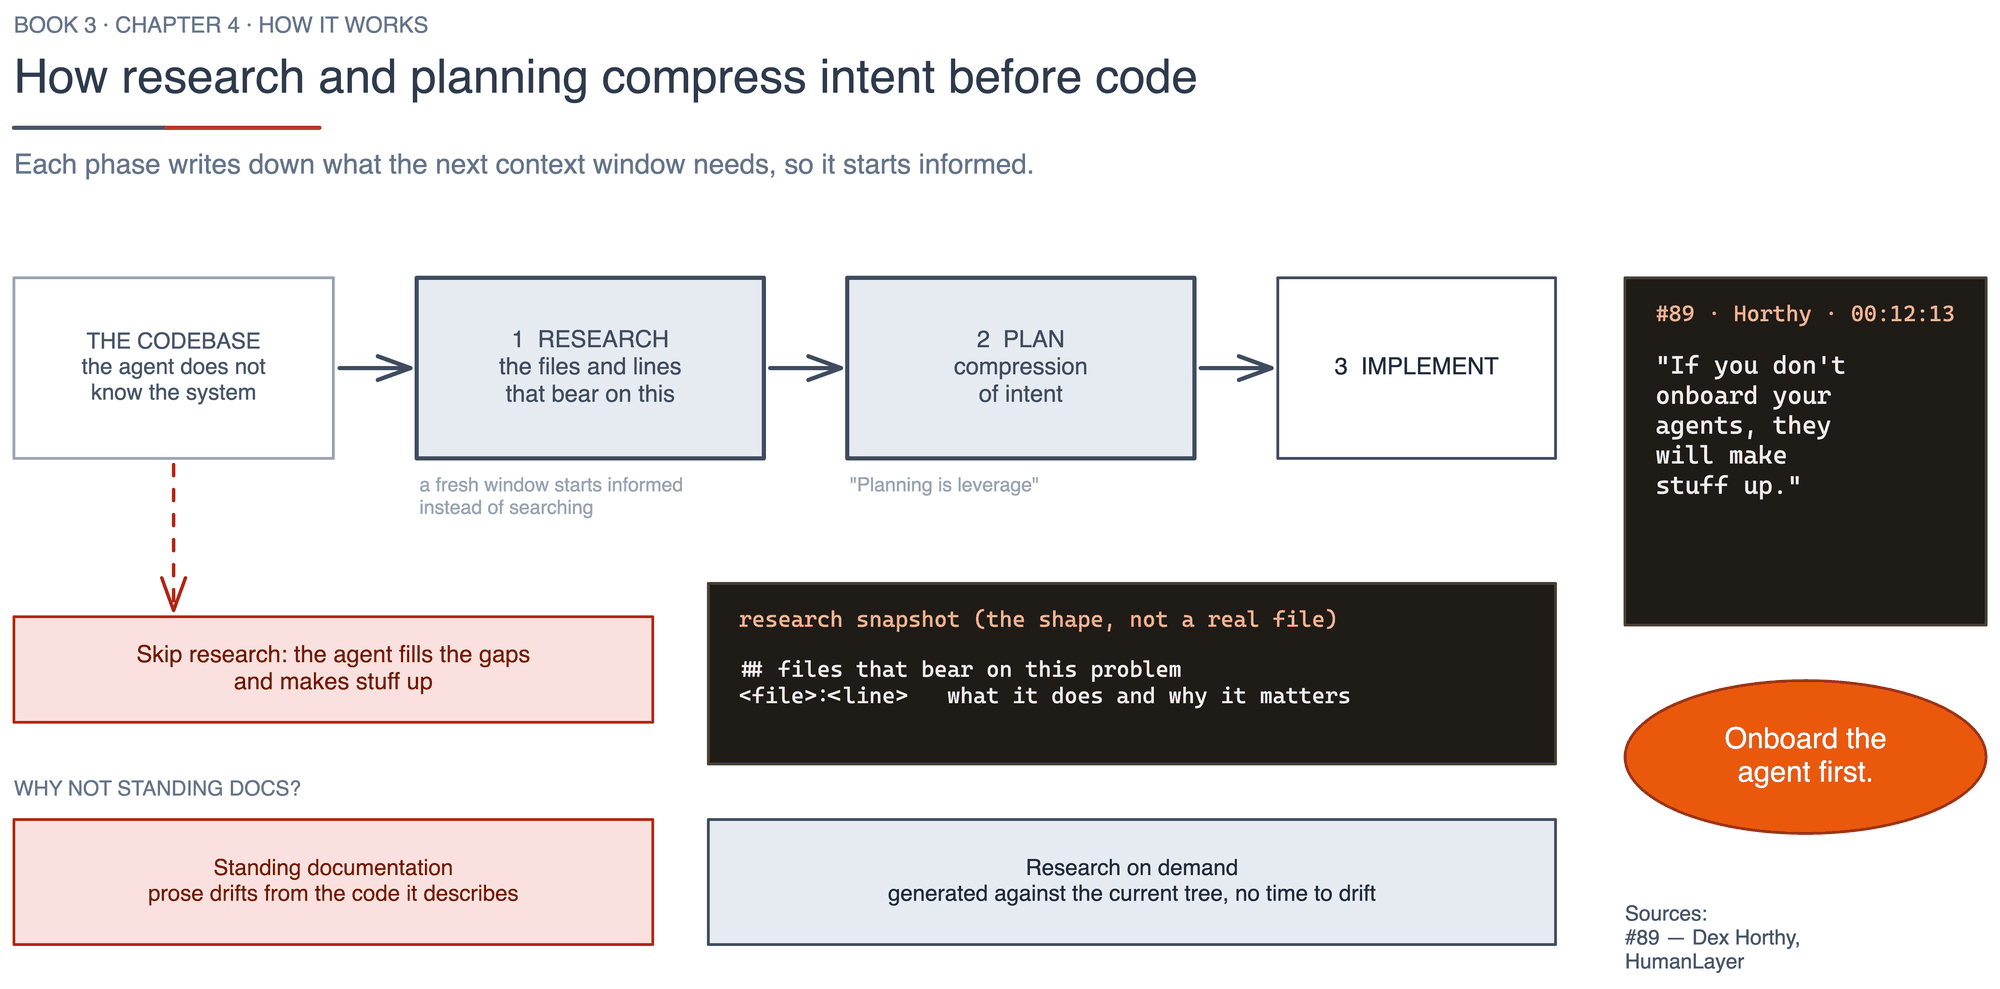 BOOK 3 · CHAPTER 4 · HOW IT WORKS
How research and planning compress intent before code
Each phase writes down what the next context window needs, so it starts informed.
THE CODEBASE
the agent does not
know the system
1 RESEARCH
the files and lines
that bear on this
2 PLAN
compression
of intent
3 IMPLEMENT
a fresh window starts informed
instead of searching
"Planning is leverage"
#89 · Horthy · 00:12:13
"If you don't
onboard your
agents, they
will make
stuff up."
Skip research: the agent fills the gaps
and makes stuff up
research snapshot (the shape, not a real file)
## files that bear on this problem
<file>:<line>   what it does and why it matters
Onboard the
agent first.
WHY NOT STANDING DOCS?
Standing documentation
prose drifts from the code it describes
Research on demand
generated against the current tree, no time to drift
Sources:
#89 — Dex Horthy,
HumanLayer